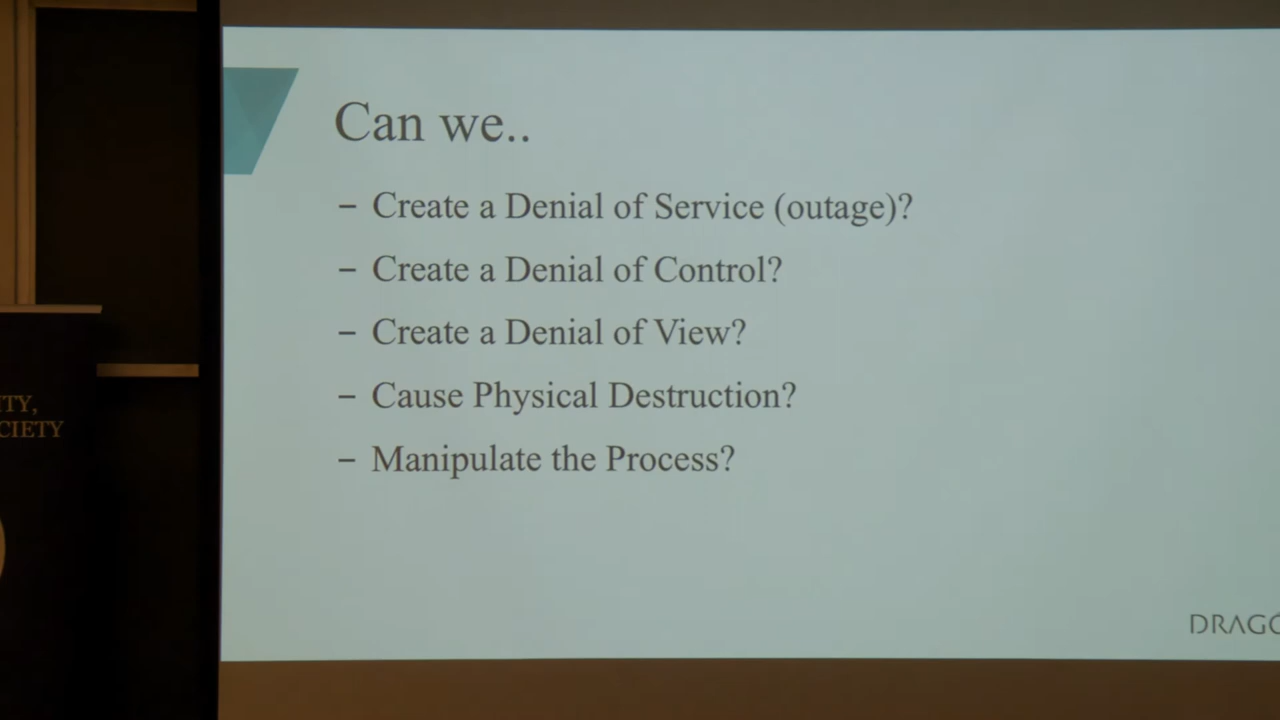 Can we..
– Create a Denial of Service (outage)?
– Create a Denial of Control?
– Create a Denial of View?
– Cause Physical Destruction?
– Manipulate the Process?
DRAGO
ITY,
CIETY